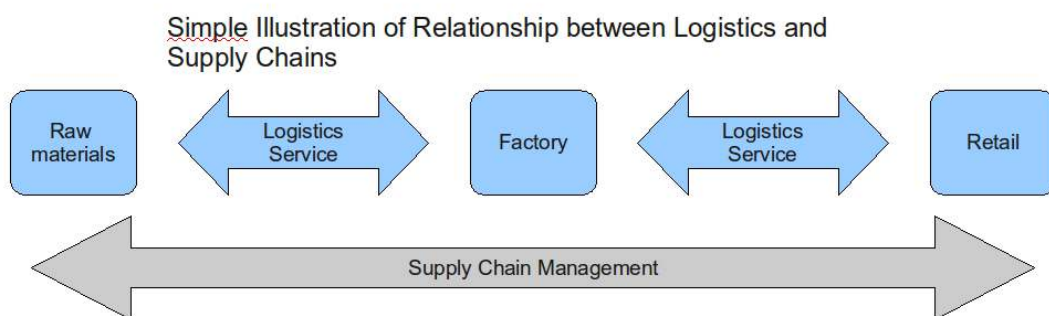 Simple Illustration of Relationship between Logistics and
Supply Chains
Raw
materials
Logistics
Service
Factory
Logistics
Service
Retail
Supply Chain Management